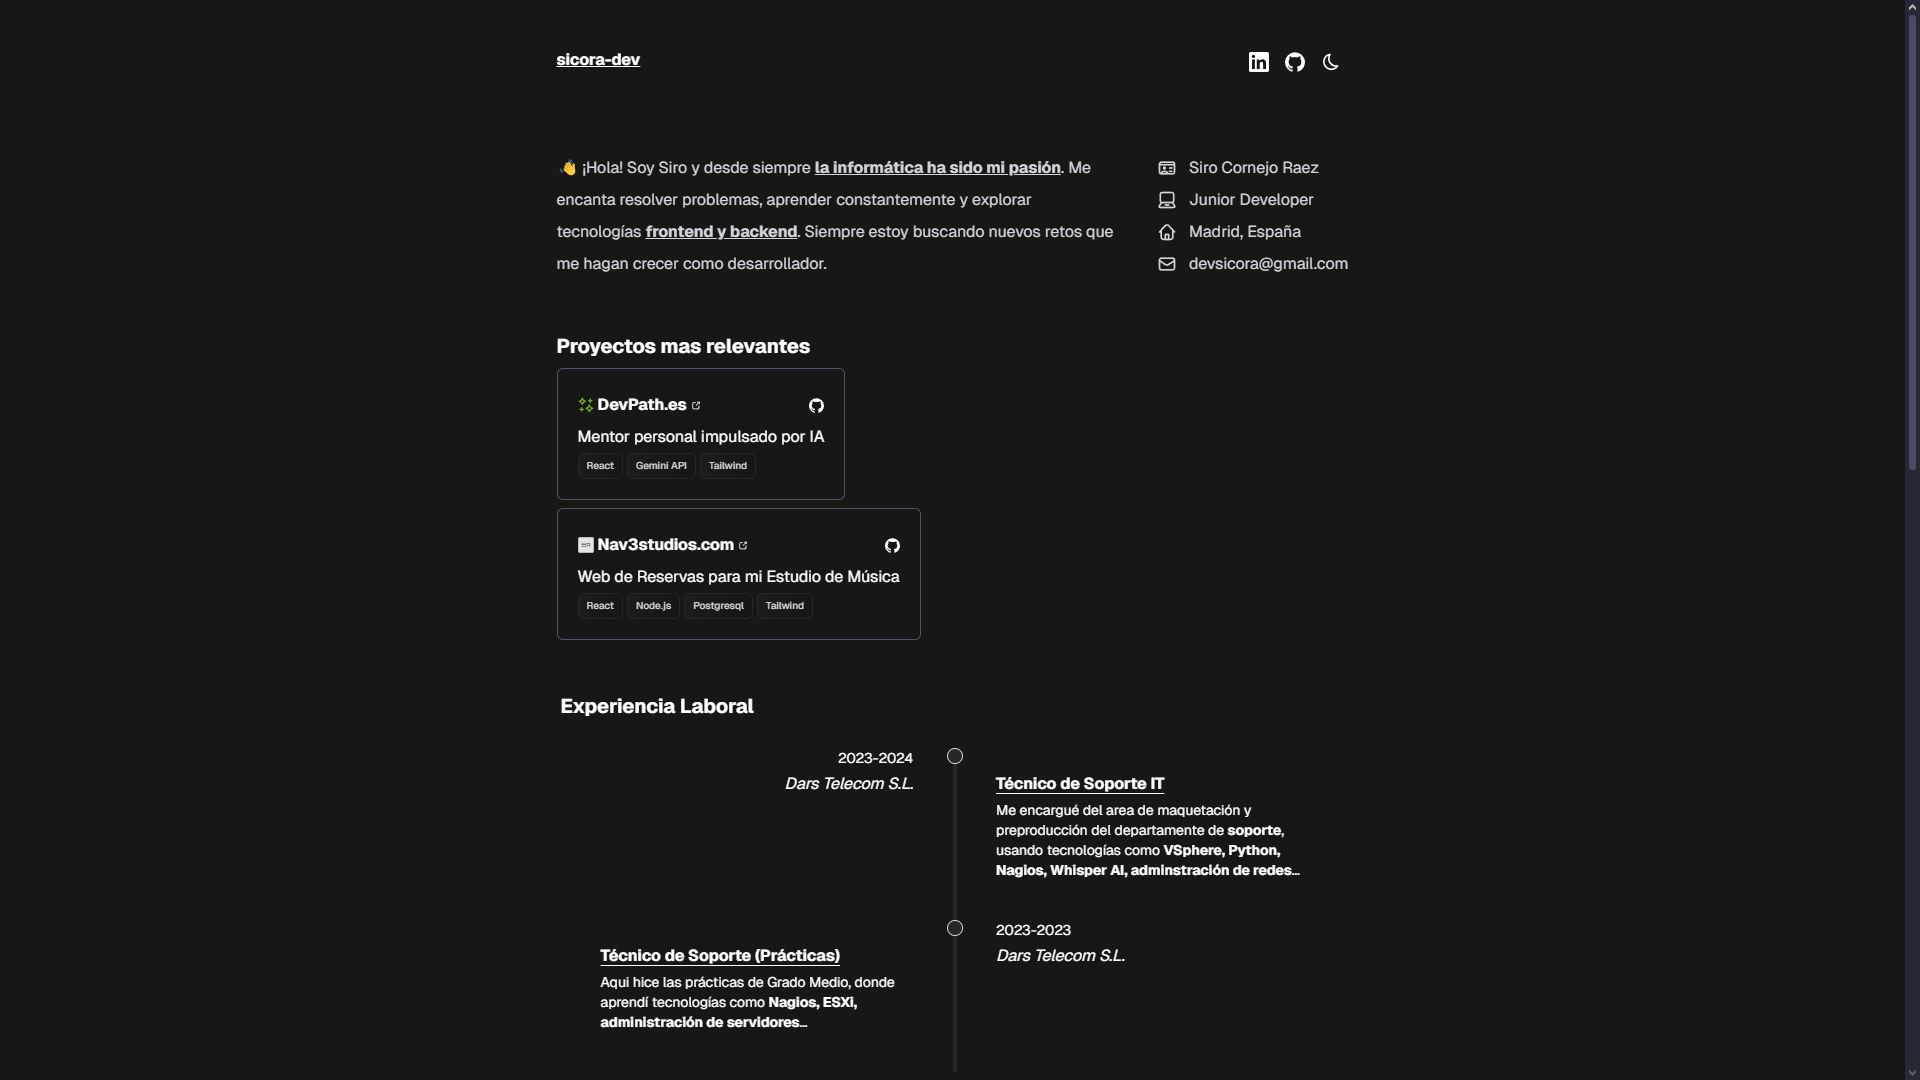 sicora-dev
👋 ¡Hola! Soy Siro y desde siempre la informática ha sido mi pasión. Me
encanta resolver problemas, aprender constantemente y explorar
tecnologías frontend y backend. Siempre estoy buscando nuevos retos que
me hagan crecer como desarrollador.
Siro Cornejo Raez
Junior Developer
Madrid, España
devsicora@gmail.com
Proyectos mas relevantes
DevPath.es
Mentor personal impulsado por IA
React Gemini API Tailwind
Nav3studios.com
Web de Reservas para mi Estudio de Música
React Node.js Postgresql Tailwind
Experiencia Laboral
2023-2024
Dars Telecom S.L.
Técnico de Soporte IT
Me encargué del area de maquetación y
preproducción del departamente de soporte,
usando tecnologías como VSphere, Python,
Nagios, Whisper AI, adminstración de redes...
2023-2023
Dars Telecom S.L.
Técnico de Soporte (Prácticas)
Aqui hice las prácticas de Grado Medio, donde
aprendí tecnologías como Nagios, ESXi,
administración de servidores...